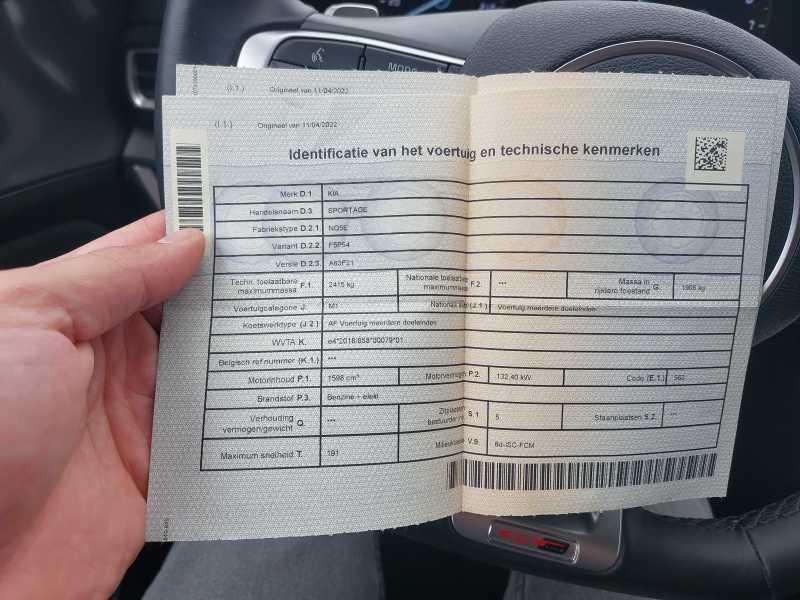 MODE
(I.1.) Origineel van 11/04/2022
(I.1.) Origineel van 11/04/2022
Identificatie van het voertuig en technische kenmerken
Merk D.1. KIA
Handelsnaam D.3. SPORTAGE
Fabriekstype D.2.1. NQ5E
Variant D.2.2. F5P54
Versie D.2.3. A63F21
Techn. toelaatbare maximummassa F.1. 2415 kg Nationale toelaatbare maximummassa F.2. *** Massa in rijklare toestand G.
Voertuigcategorie J. M1 Nationale (J.1.) Voertuig meerdere doeleinden
Koetswerktype (J.2.) AF Voertuig meerdere doeleinden
WVTA K. e4*2018/858*00079*01
Belgisch ref.nummer (K.1.) ***
Motorinhoud P.1. 1598 cm³ Motorvermogen P.2. 132,40 kW Code (E.1.)
Brandstof P.3. Benzine + elekt
Verhouding vermogen/gewicht Q. *** Zitplaatsen S.1. 5 Staanplaatsen S.2. ***
Maximum snelheid T. 191 Milieuklasse V.9. 6d-ISC-FCM